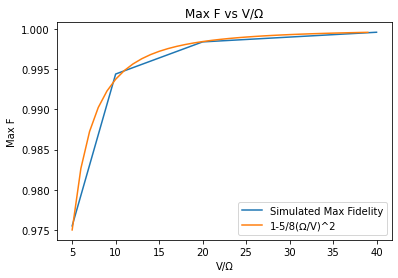 Max F vs V/Ω
Max F
1.000
0.995
0.990
0.985
0.980
0.975
5
10
15
20
25
30
35
40
V/Ω
Simulated Max Fidelity
1-5/8(Ω/V)^2